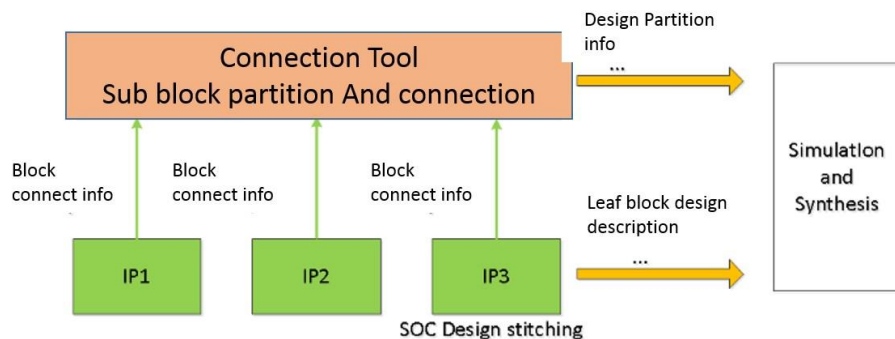 Design Partition
info
...
Connection Tool
Sub block partition And connection
Block
connect info
Block
connect info
Block
connect info
Simulation
and
Synthesis
Leaf block design
description
...
IP1
IP2
IP3
SOC Design stitching